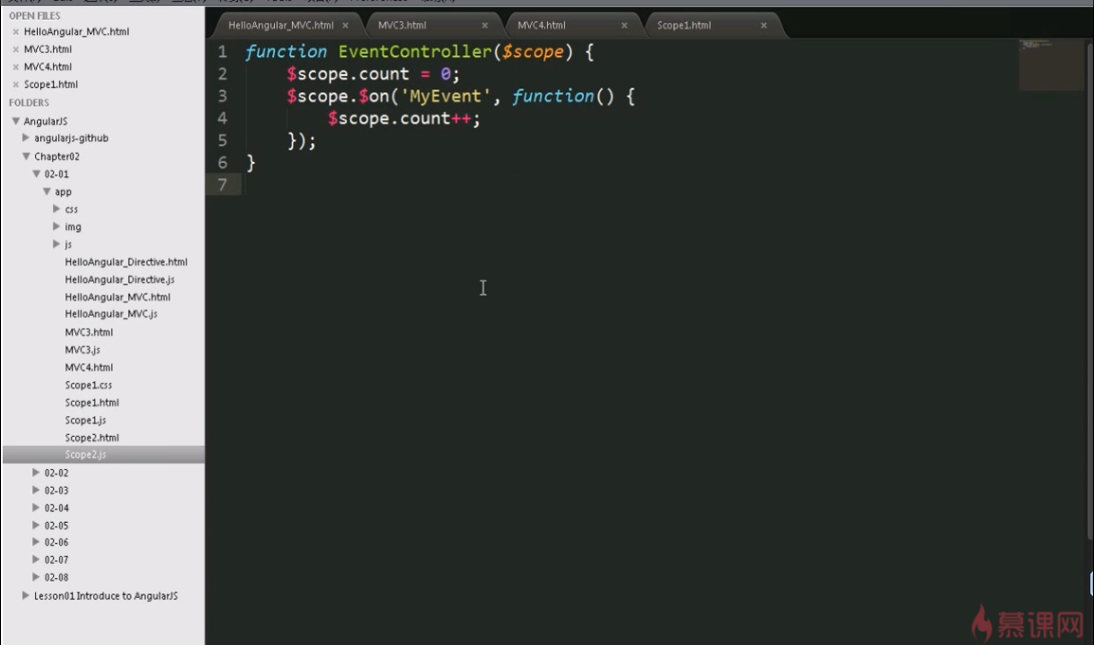 OPEN FILES
HelloAngular_MVC.html
MVC3.html
MVC4.html
Scope1.html
FOLDERS
AngularJS
angularjs-github
Chapter02
02-01
app
css
img
js
HelloAngular_Directive.html
HelloAngular_Directive.js
HelloAngular_MVC.html
HelloAngular_MVC.js
MVC3.html
MVC3.js
MVC4.html
Scope1.css
Scope1.html
Scope1.js
Scope2.html
Scope2.js
02-02
02-03
02-04
02-05
02-06
02-07
02-08
Lesson01 Introduce to AngularJS
HelloAngular_MVC.html × MVC3.html × MVC4.html × Scope1.html ×
1 function EventController($scope) {
2 $scope.count = 0;
3 $scope.$on('MyEvent', function() {
4 $scope.count++;
5 });
6 }
7
慕课网